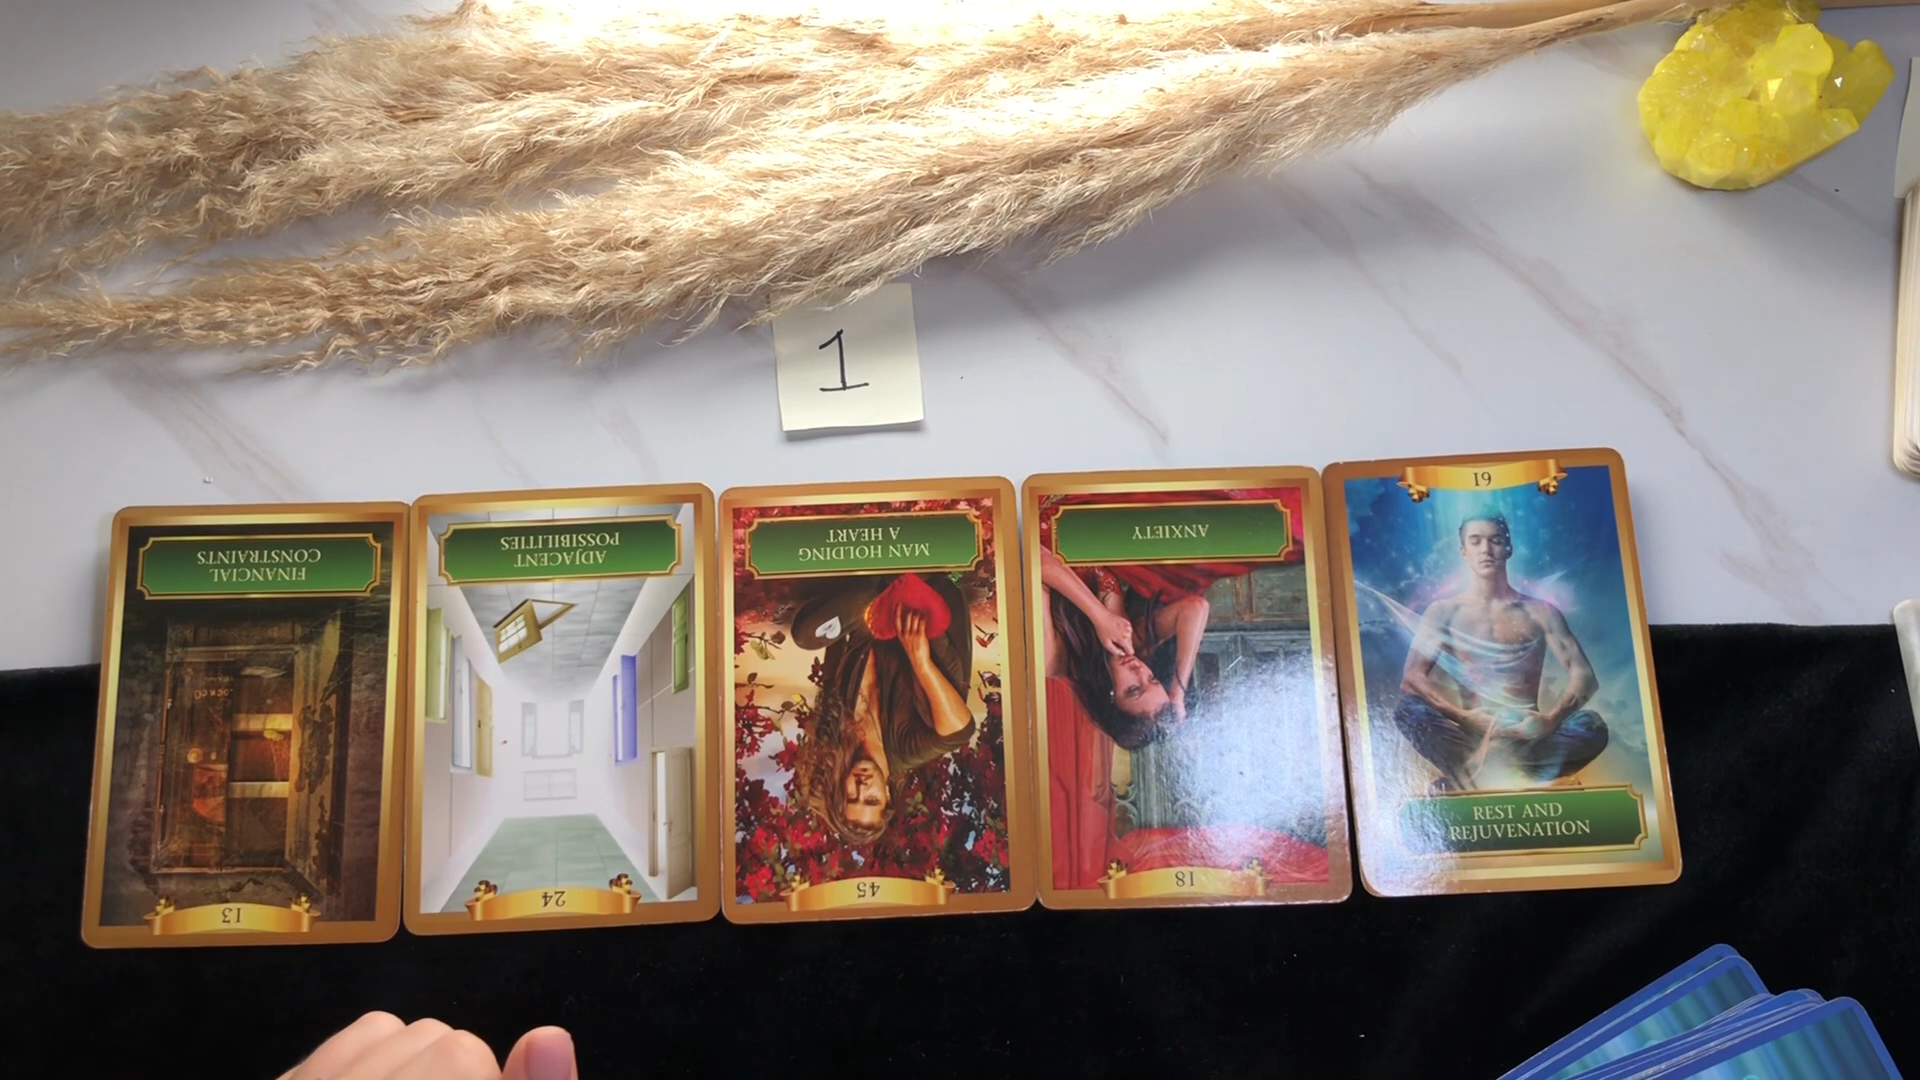 1
FINANCIAL
CONSTRAINTS
13
ADJACENT
POSSIBILITIES
24
MAN HOLDING
A HEART
45
ANXIETY
18
19
REST AND
REJUVENATION